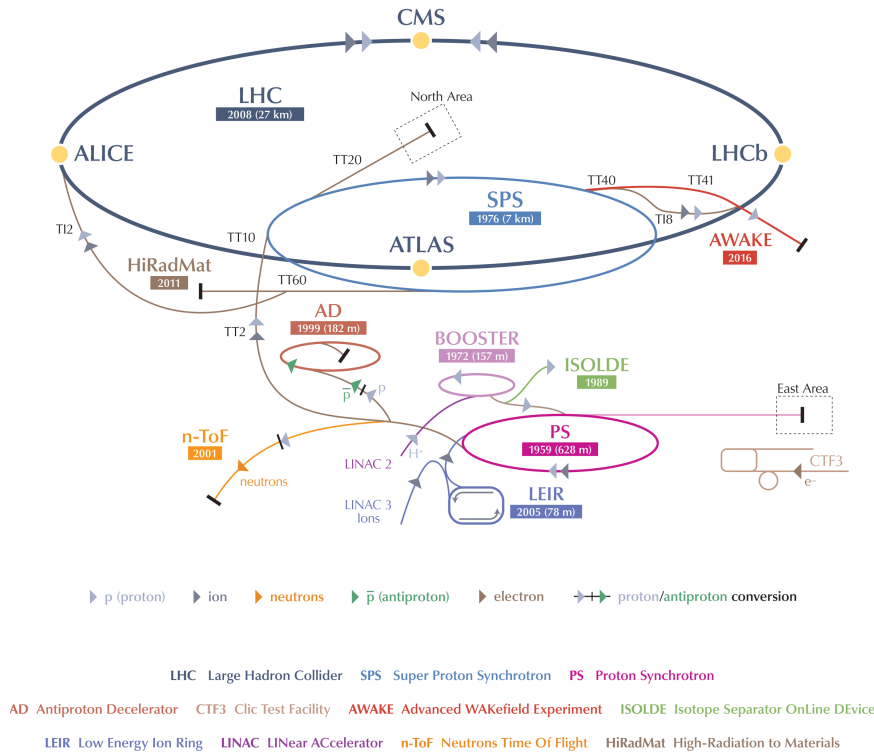 CMS
LHC
2008 (27 km)
North Area
ALICE
LHCb
TT20
TT40
TT41
SPS
1976 (7 km)
TI8
TI2
TT10
ATLAS
AWAKE
2016
HiRadMat
2011
TT60
AD
1999 (182 m)
TT2
BOOSTER
1972 (157 m)
ISOLDE
1989
p̅
p
East Area
n-ToF
2001
PS
1959 (628 m)
H⁺
LINAC 2
neutrons
CTF3
e–
LEIR
2005 (78 m)
LINAC 3
Ions
p (proton)
ion
neutrons
p̅ (antiproton)
electron
proton/antiproton conversion
LHC Large Hadron Collider SPS Super Proton Synchrotron PS Proton Synchrotron
AD Antiproton Decelerator CTF3 Clic Test Facility AWAKE Advanced WAKefield Experiment ISOLDE Isotope Separator OnLine DEvice
LEIR Low Energy Ion Ring LINAC LINear ACcelerator n-ToF Neutrons Time Of Flight HiRadMat High-Radiation to Materials